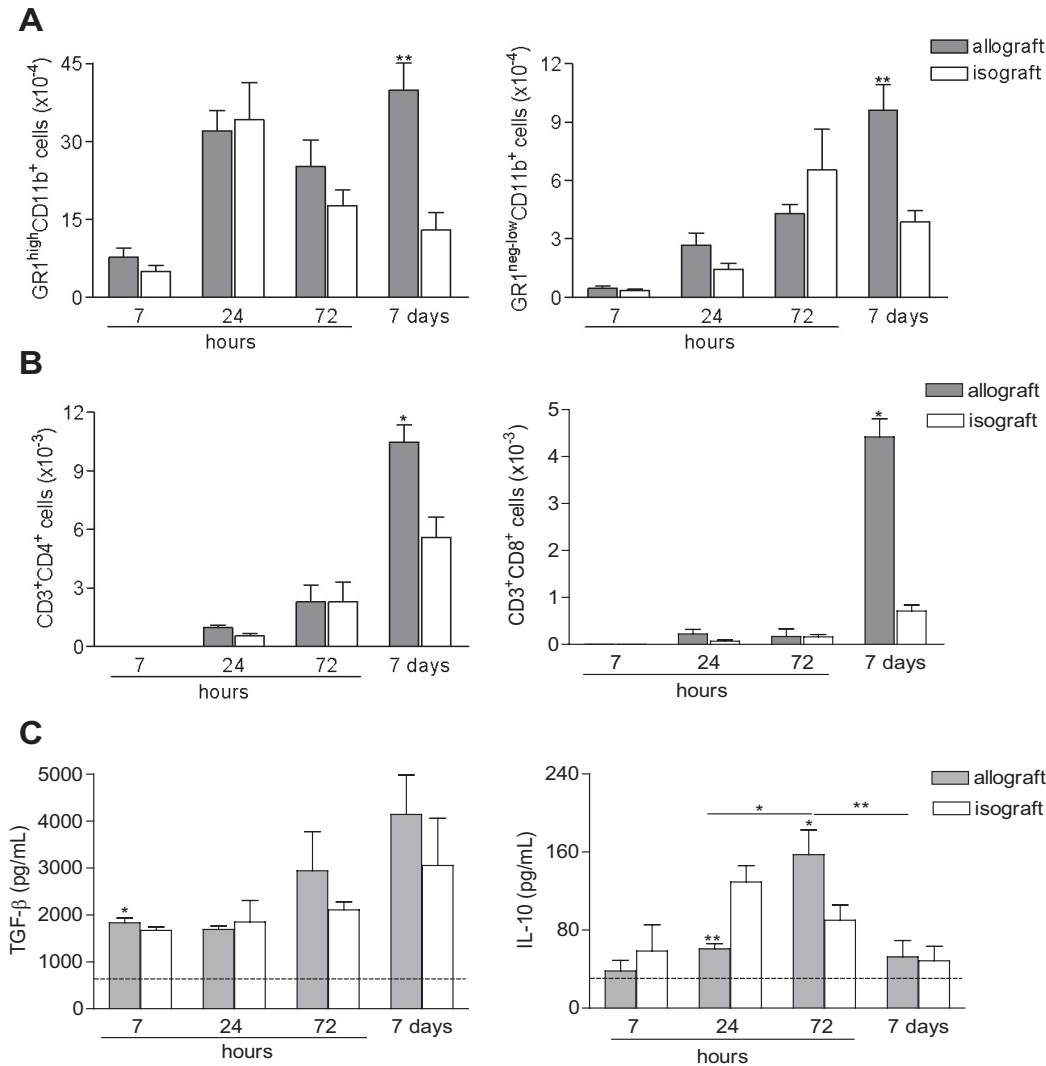 A
allograft
isograft
GR1highCD11b+ cells (x10-4)
45
30
15
0
**
7
24
72
7 days
hours
GR1neg-lowCD11b+ cells (x10-4)
12
9
6
3
0
**
7
24
72
7 days
hours
B
allograft
isograft
CD3+CD4+ cells (x10-3)
12
9
6
3
0
*
7
24
72
7 days
hours
CD3+CD8+ cells (x10-3)
5
4
3
2
1
0
*
7
24
72
7 days
hours
C
allograft
isograft
TGF-β (pg/mL)
5000
4000
3000
2000
1000
0
*
7
24
72
7 days
hours
IL-10 (pg/mL)
240
160
80
0
*
**
*
**
7
24
72
7 days
hours